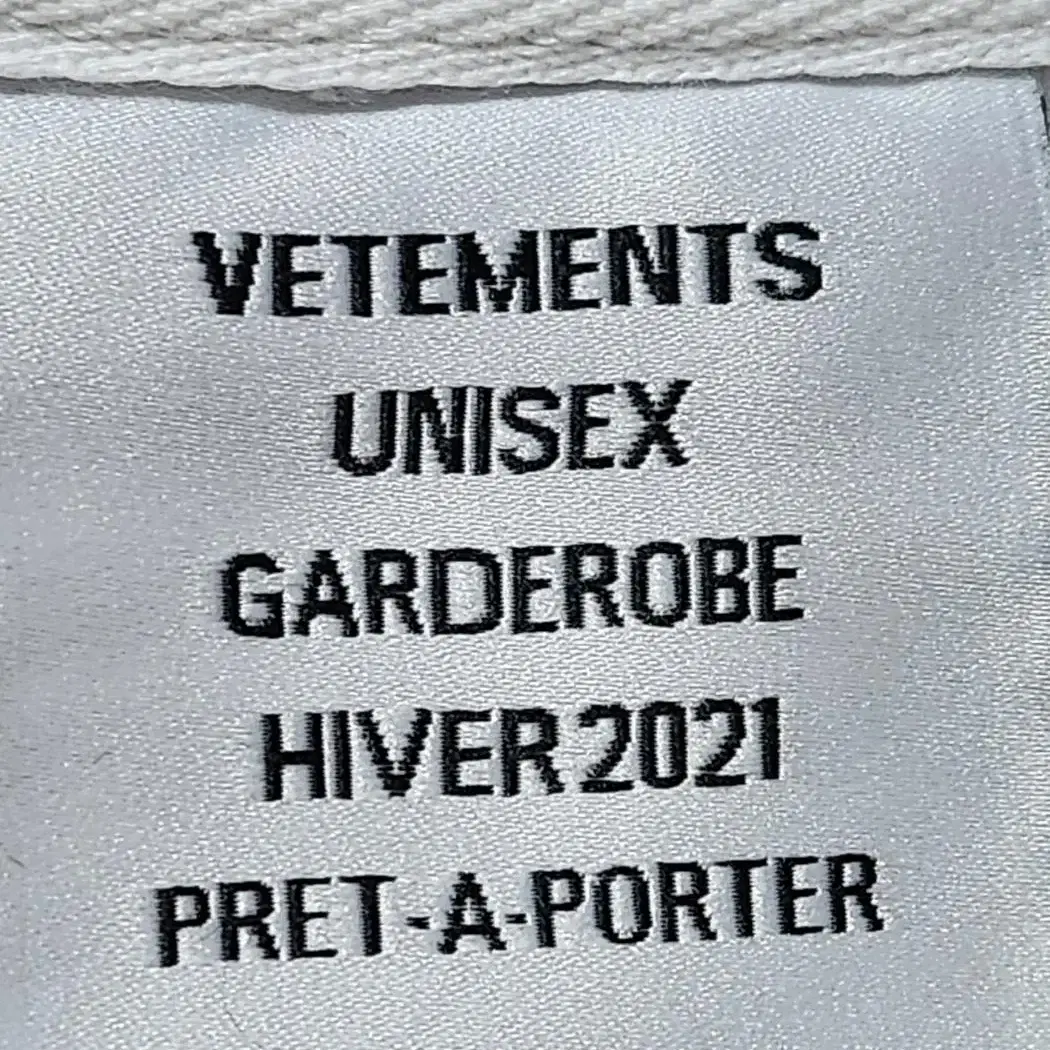 VETEMENTS
UNISEX
GARDEROBE
HIVER 2021
PRET-A-PORTER